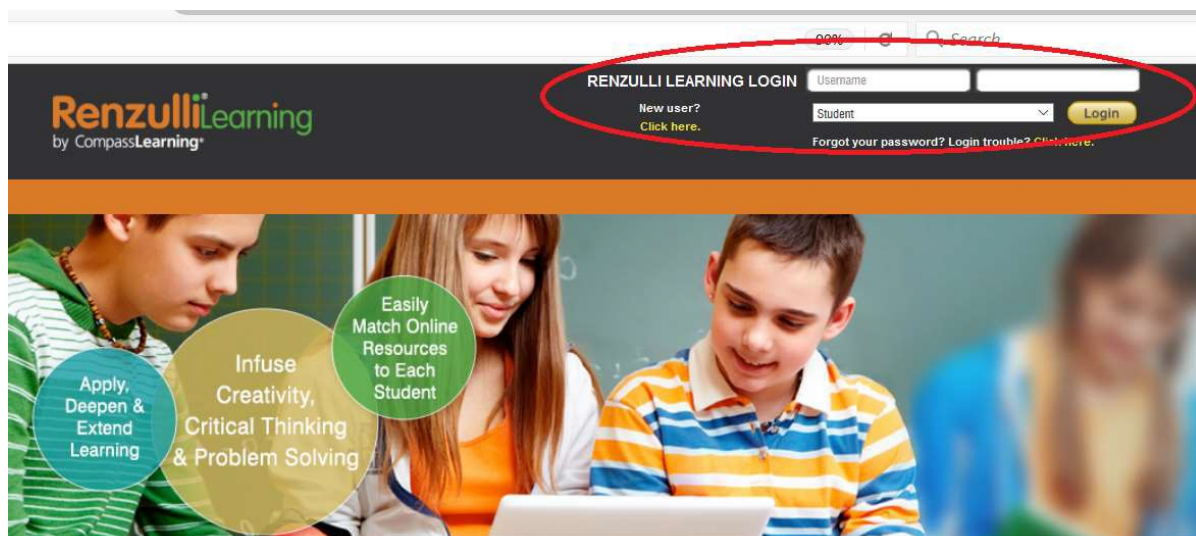 90%
Search
RENZULLI LEARNING LOGIN
Username
New user?
Click here.
Student
Login
Forgot your password? Login trouble? Click here.
RenzulliLearning
by CompassLearning
Easily
Match Online
Resources
to Each
Student
Infuse
Creativity,
Critical Thinking
& Problem Solving
Apply,
Deepen &
Extend
Learning